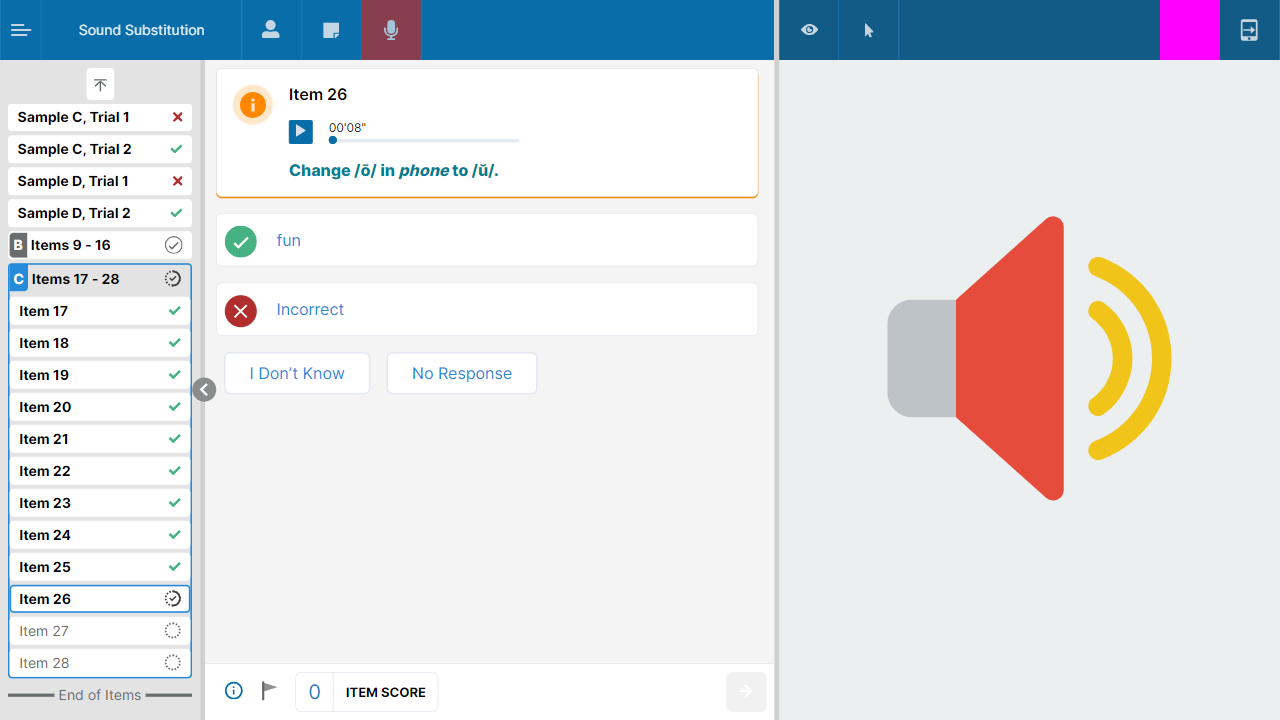 Sound Substitution
Sample C, Trial 1
Sample C, Trial 2
Sample D, Trial 1
Sample D, Trial 2
B Items 9 - 16
C Items 17 - 28
Item 17
Item 18
Item 19
Item 20
Item 21
Item 22
Item 23
Item 24
Item 25
Item 26
Item 27
Item 28
End of Items
Item 26
00'08"
Change /ō/ in phone to /ŭ/.
fun
Incorrect
I Don’t Know
No Response
0 ITEM SCORE